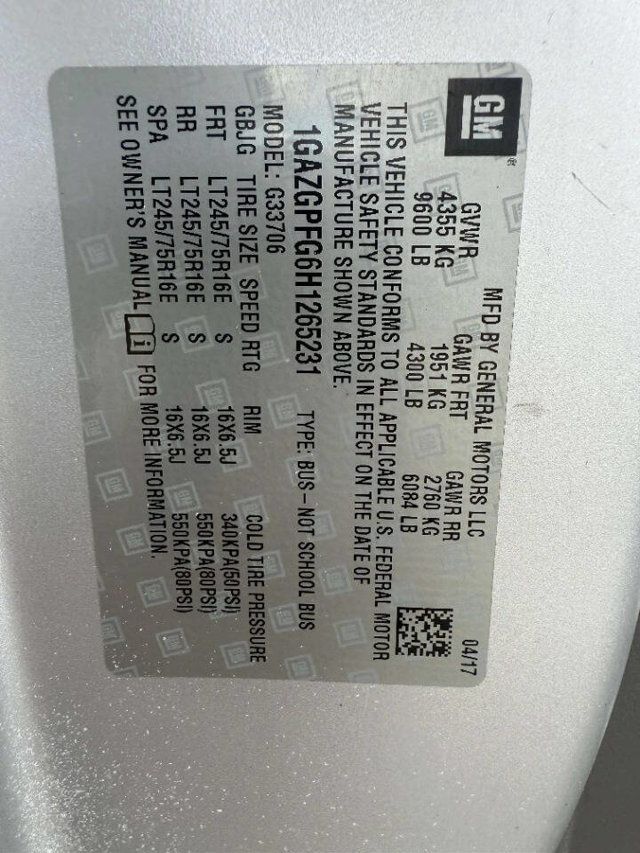 GM®
MFD BY GENERAL MOTORS LLC 04/17
GVWR GAWR FRT GAWR RR
4355 KG 1951 KG 2760 KG
9600 LB 4300 LB 6084 LB
THIS VEHICLE CONFORMS TO ALL APPLICABLE U.S. FEDERAL MOTOR
VEHICLE SAFETY STANDARDS IN EFFECT ON THE DATE OF
MANUFACTURE SHOWN ABOVE.
1GAZGPFG6H1265231 TYPE: BUS-NOT SCHOOL BUS
MODEL: G33706
GBJG TIRE SIZE SPEED RTG RIM COLD TIRE PRESSURE
FRT LT245/75R16E S 16X6.5J 340KPA(50PSI)
RR LT245/75R16E S 16X6.5J 550KPA(80PSI)
SPA LT245/75R16E S 16X6.5J 550KPA(80PSI)
SEE OWNER'S MANUAL i FOR MORE INFORMATION.